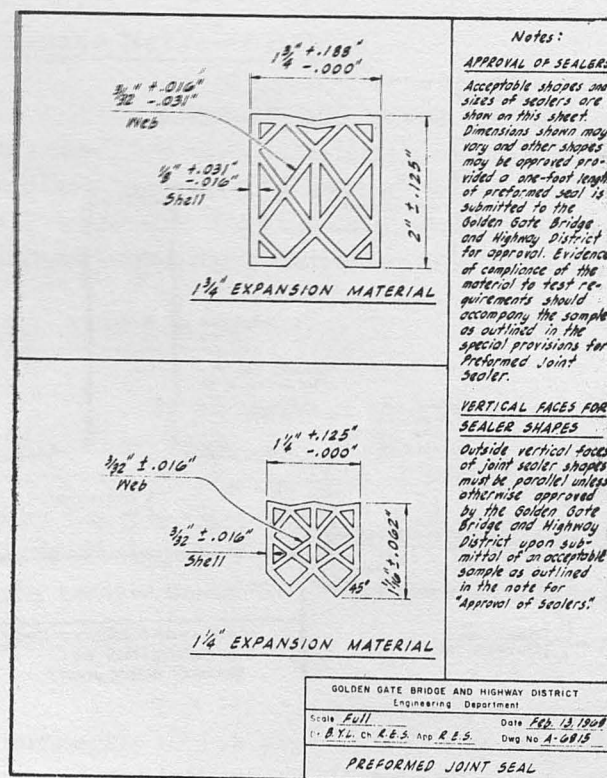 1 3/4" +.188" -.000"
3/32" +.016" -.031"
Web
1/8" +.031" -.016"
Shell
2" ± .125"
1 3/4" EXPANSION MATERIAL
1 1/4" +.125" -.000"
3/32" ± .016"
Web
3/32" ± .016"
Shell
1 1/16" ± .062"
45°
1 1/4" EXPANSION MATERIAL
Notes:
APPROVAL OF SEALERS
Acceptable shapes and
sizes of sealers are
show on this sheet.
Dimensions shown may
vary and other shapes
may be approved pro-
vided a one-foot length
of preformed seal is
submitted to the
Golden Gate Bridge
and Highway District
for approval. Evidence
of compliance of the
material to test re-
quirements should
accompany the sample
as outlined in the
special provisions for
Preformed Joint
Sealer.
VERTICAL FACES FOR
SEALER SHAPES
Outside vertical faces
of joint sealer shapes
must be parallel unless
otherwise approved
by the Golden Gate
Bridge and Highway
District upon sub-
mittal of an acceptable
sample as outlined
in the note for
"Approval of Sealers."
GOLDEN GATE BRIDGE AND HIGHWAY DISTRICT
Engineering Department
Scale Full Date Feb. 13, 1968
Dr. B.Y.L. Ch R.E.S. App R.E.S. Dwg No A-6815
PREFORMED JOINT SEAL